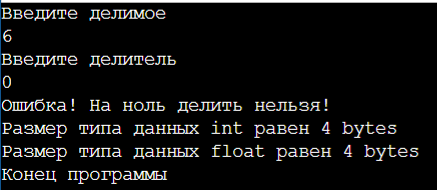 Введите делимое
6
Введите делитель
0
Ошибка! На ноль делить нельзя!
Размер типа данных int равен 4 bytes
Размер типа данных float равен 4 bytes
Конец программы